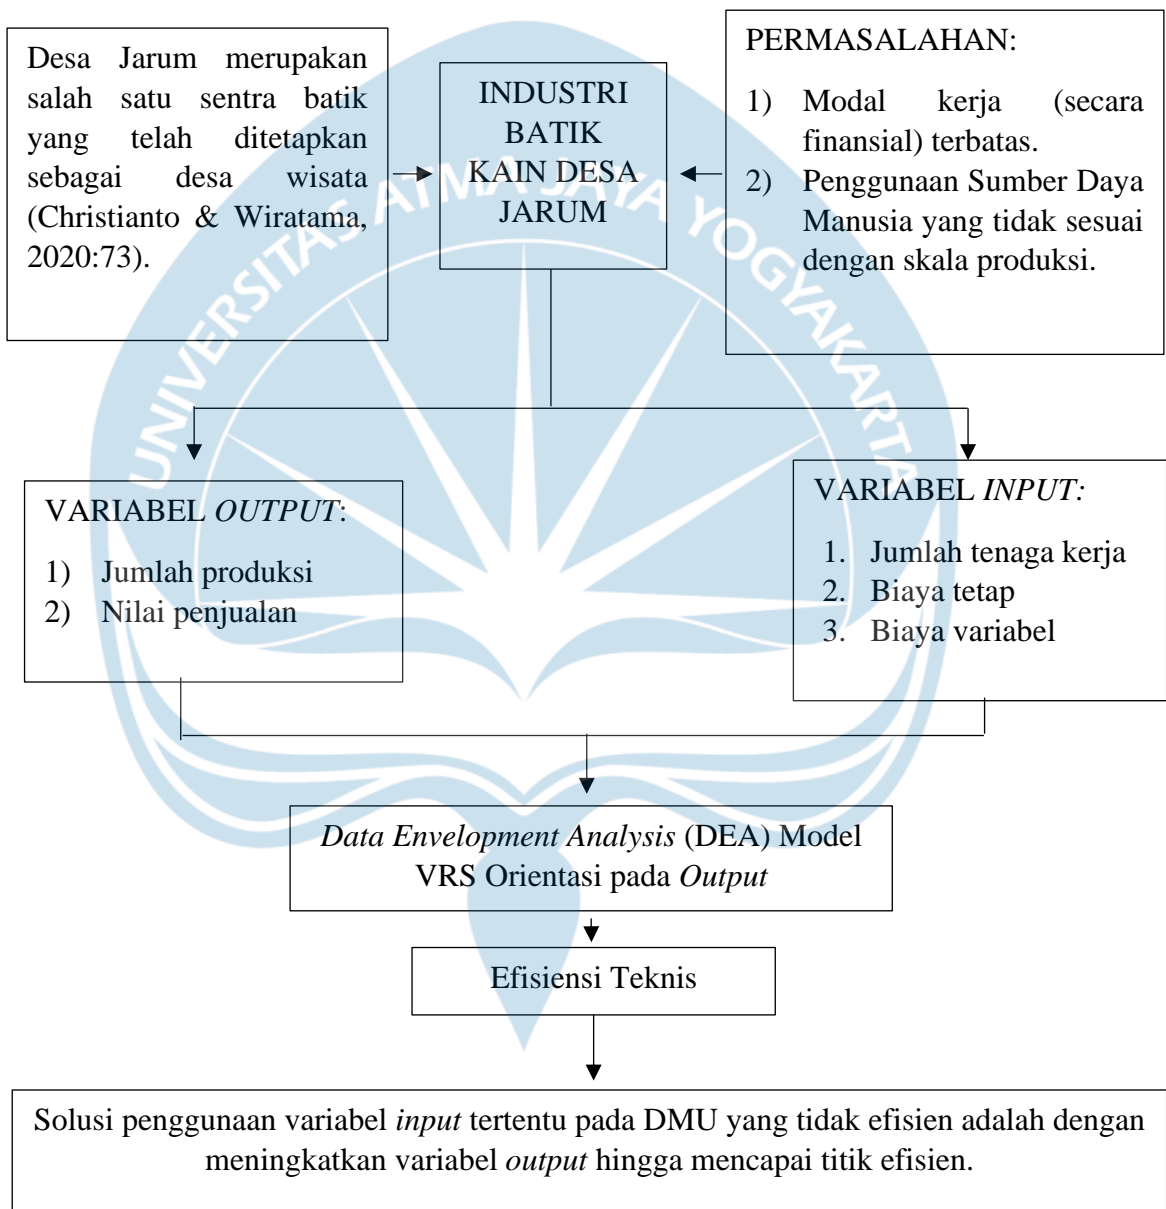 Desa Jarum merupakan
salah satu sentra batik
yang telah ditetapkan
sebagai desa wisata
(Christianto & Wiratama,
2020:73).
INDUSTRI
BATIK
KAIN DESA
JARUM
PERMASALAHAN:
1) Modal kerja (secara
finansial) terbatas.
2) Penggunaan Sumber Daya
Manusia yang tidak sesuai
dengan skala produksi.
UNIVERSITAS ATMA JAYA YOGYAKARTA
VARIABEL OUTPUT:
1) Jumlah produksi
2) Nilai penjualan
VARIABEL INPUT:
1. Jumlah tenaga kerja
2. Biaya tetap
3. Biaya variabel
Data Envelopment Analysis (DEA) Model
VRS Orientasi pada Output
Efisiensi Teknis
Solusi penggunaan variabel input tertentu pada DMU yang tidak efisien adalah dengan
meningkatkan variabel output hingga mencapai titik efisien.